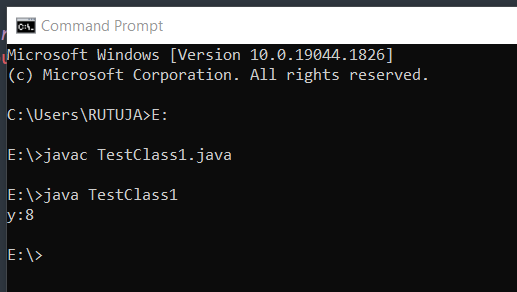 Command Prompt
Microsoft Windows [Version 10.0.19044.1826]
(c) Microsoft Corporation. All rights reserved.
C:\Users\RUTUJA>E:
E:\>javac TestClass1.java
E:\>java TestClass1
y:8
E:\>